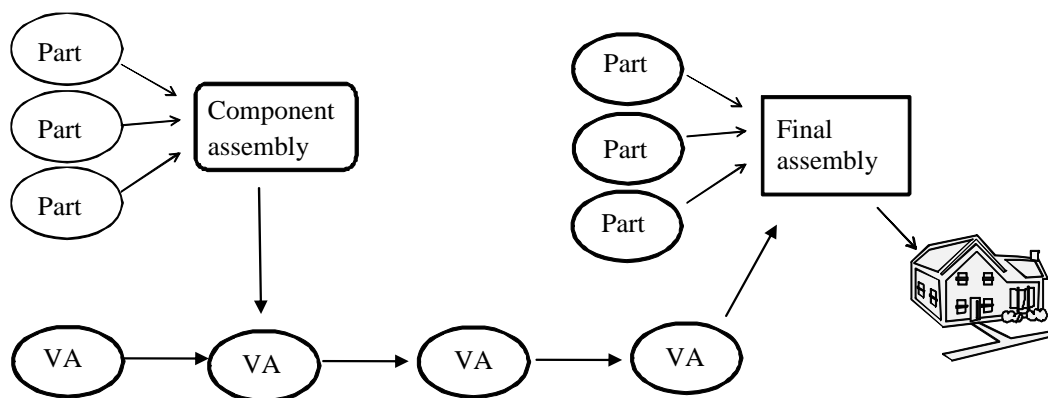 Part
Part
Part
Component
assembly
Part
Part
Part
Final
assembly
VA
VA
VA
VA